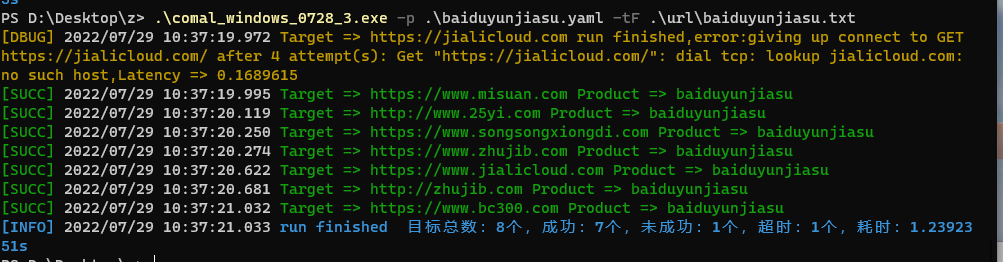 PS D:\Desktop\z> .\comal_windows_0728_3.exe -p .\baiduyunjiasu.yaml -tF .\url\baiduyunjiasu.txt
[DBUG] 2022/07/29 10:37:19.972 Target => https://jialicloud.com run finished,error:giving up connect to GET
https://jialicloud.com/ after 4 attempt(s): Get "https://jialicloud.com/": dial tcp: lookup jialicloud.com:
no such host,Latency => 0.1689615
[SUCC] 2022/07/29 10:37:19.995 Target => https://www.misuan.com Product => baiduyunjiasu
[SUCC] 2022/07/29 10:37:20.119 Target => http://www.25yi.com Product => baiduyunjiasu
[SUCC] 2022/07/29 10:37:20.250 Target => https://www.songsongxiongdi.com Product => baiduyunjiasu
[SUCC] 2022/07/29 10:37:20.274 Target => https://www.zhujib.com Product => baiduyunjiasu
[SUCC] 2022/07/29 10:37:20.622 Target => https://www.jialicloud.com Product => baiduyunjiasu
[SUCC] 2022/07/29 10:37:20.681 Target => http://zhujib.com Product => baiduyunjiasu
[SUCC] 2022/07/29 10:37:21.032 Target => https://www.bc300.com Product => baiduyunjiasu
[INFO] 2022/07/29 10:37:21.033 run finished  目标总数: 8个, 成功: 7个, 未成功: 1个, 超时: 1个, 耗时: 1.23923
51s